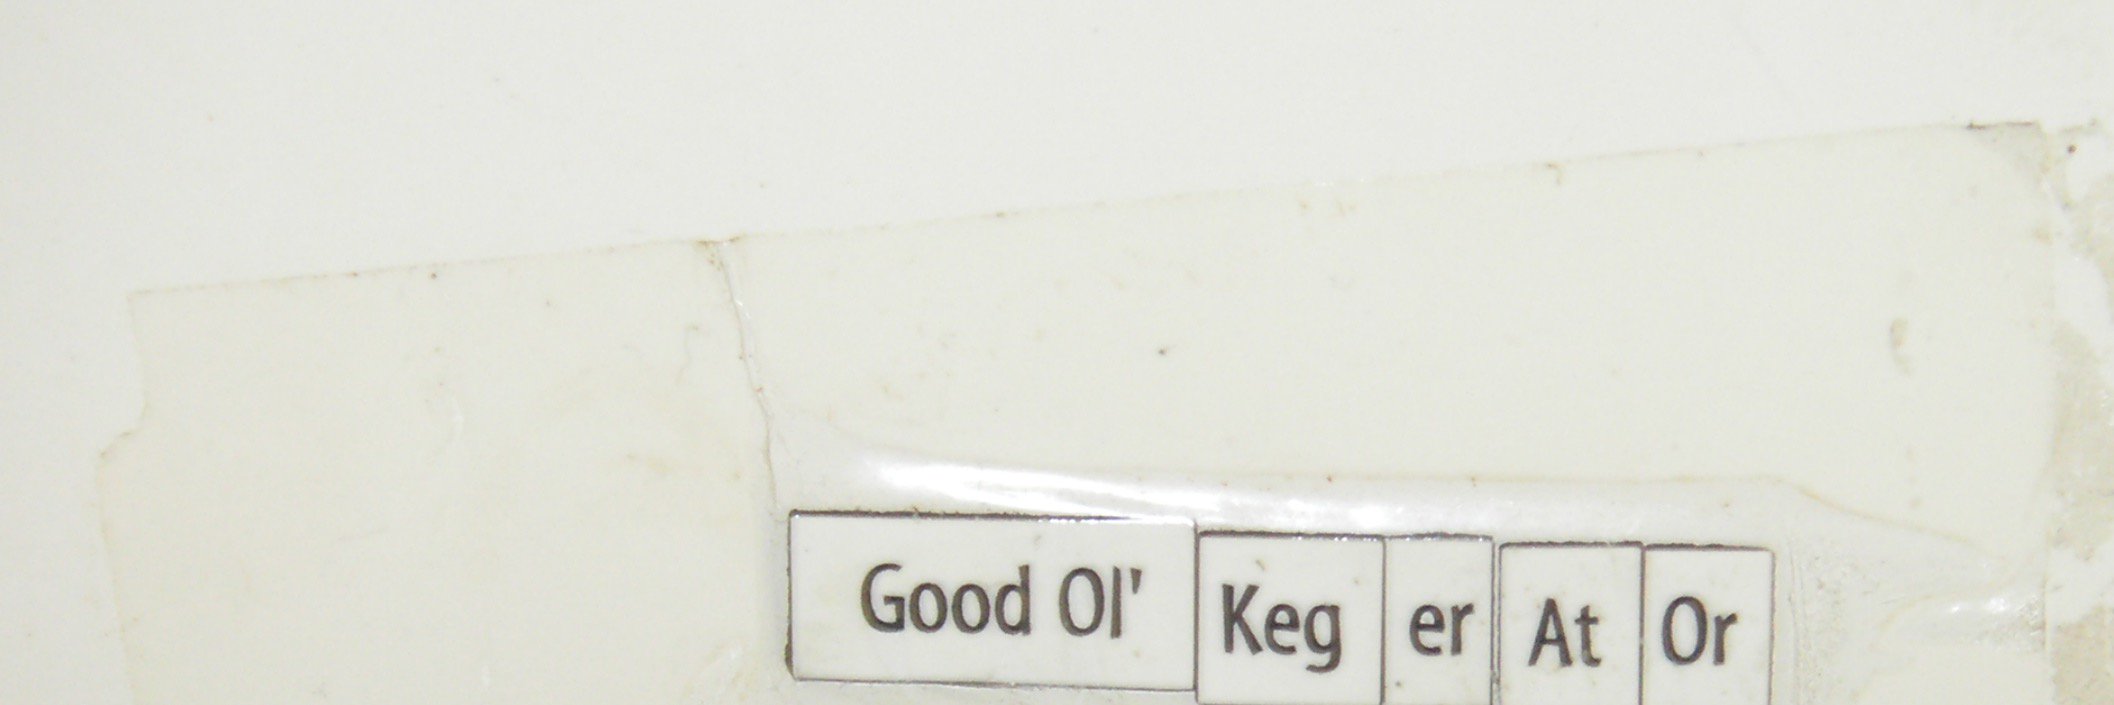 Good Ol' Keg er At Or